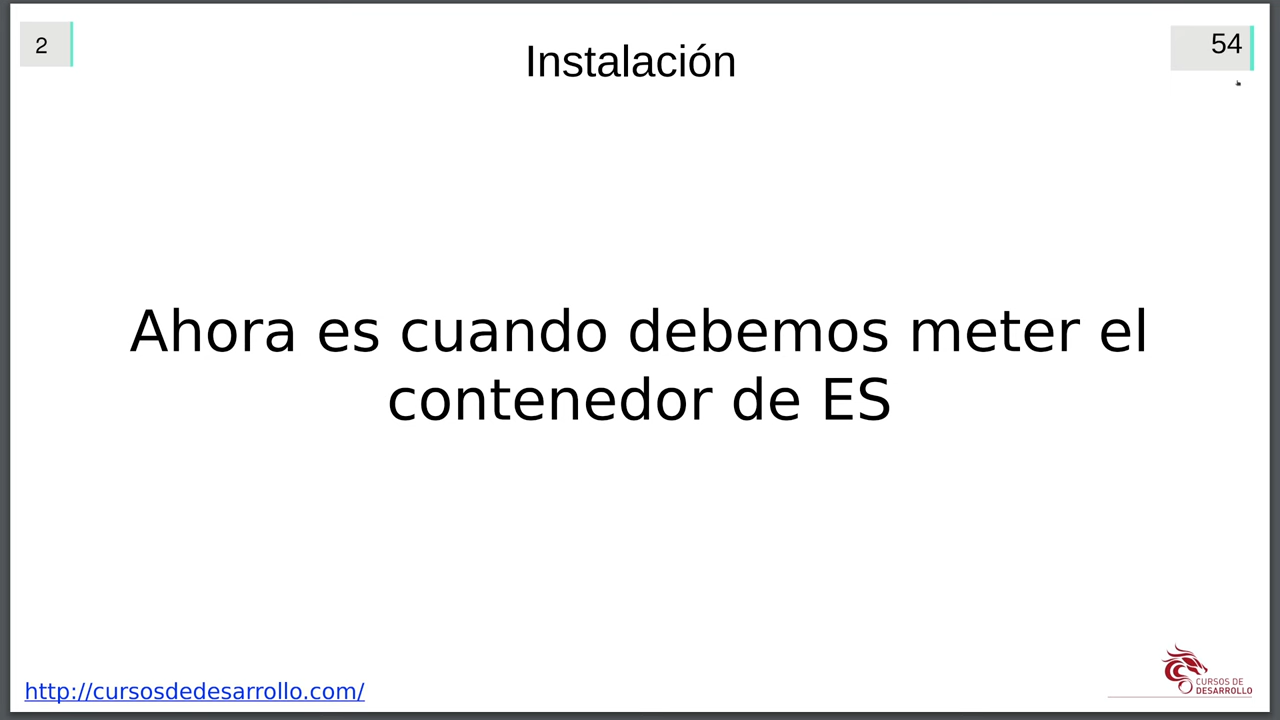 2
Instalación
54
Ahora es cuando debemos meter el
contenedor de ES
http://cursosdedesarrollo.com/
CURSOS DE
DESARROLLO